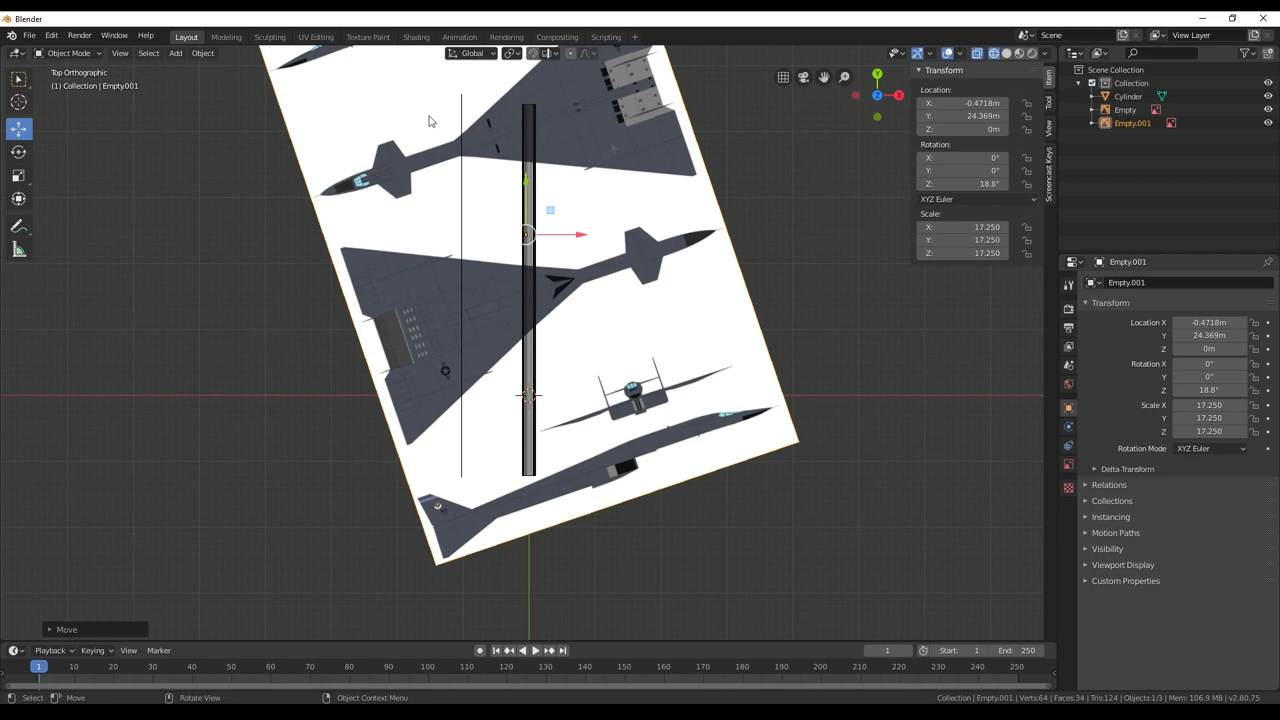 Blender
File Edit Render Window Help Layout Modeling Sculpting UV Editing Texture Paint Shading Animation Rendering Compositing Scripting + Scene View Layer
Object Mode View Select Add Object Global
Top Orthographic
(1) Collection | Empty.001
Y
X
Z
Transform
Location:
X: -0.4718m
Y: 24.369m
Z: 0m
Rotation:
X: 0°
Y: 0°
Z: 18.8°
XYZ Euler
Scale:
X: 17.250
Y: 17.250
Z: 17.250
Item
Tool
View
Screencast Keys
Scene Collection
Collection
Cylinder
Empty
Empty.001
Empty.001
Empty.001
Transform
Location X -0.4718m
Y 24.369m
Z 0m
Rotation X 0°
Y 0°
Z 18.8°
Scale X 17.250
Y 17.250
Z 17.250
Rotation Mode XYZ Euler
Delta Transform
Relations
Collections
Instancing
Motion Paths
Visibility
Viewport Display
Custom Properties
Move
Playback Keying View Marker 1 Start: 1 End: 250
1 10 20 30 40 50 60 70 80 90 100 110 120 130 140 150 160 170 180 190 200 210 220 230 240 250
Select Move Rotate View Object Context Menu Collection | Empty.001 | Verts:64 | Faces:34 | Tris:124 | Objects:1/3 | Mem: 106.9 MB | v2.80.75